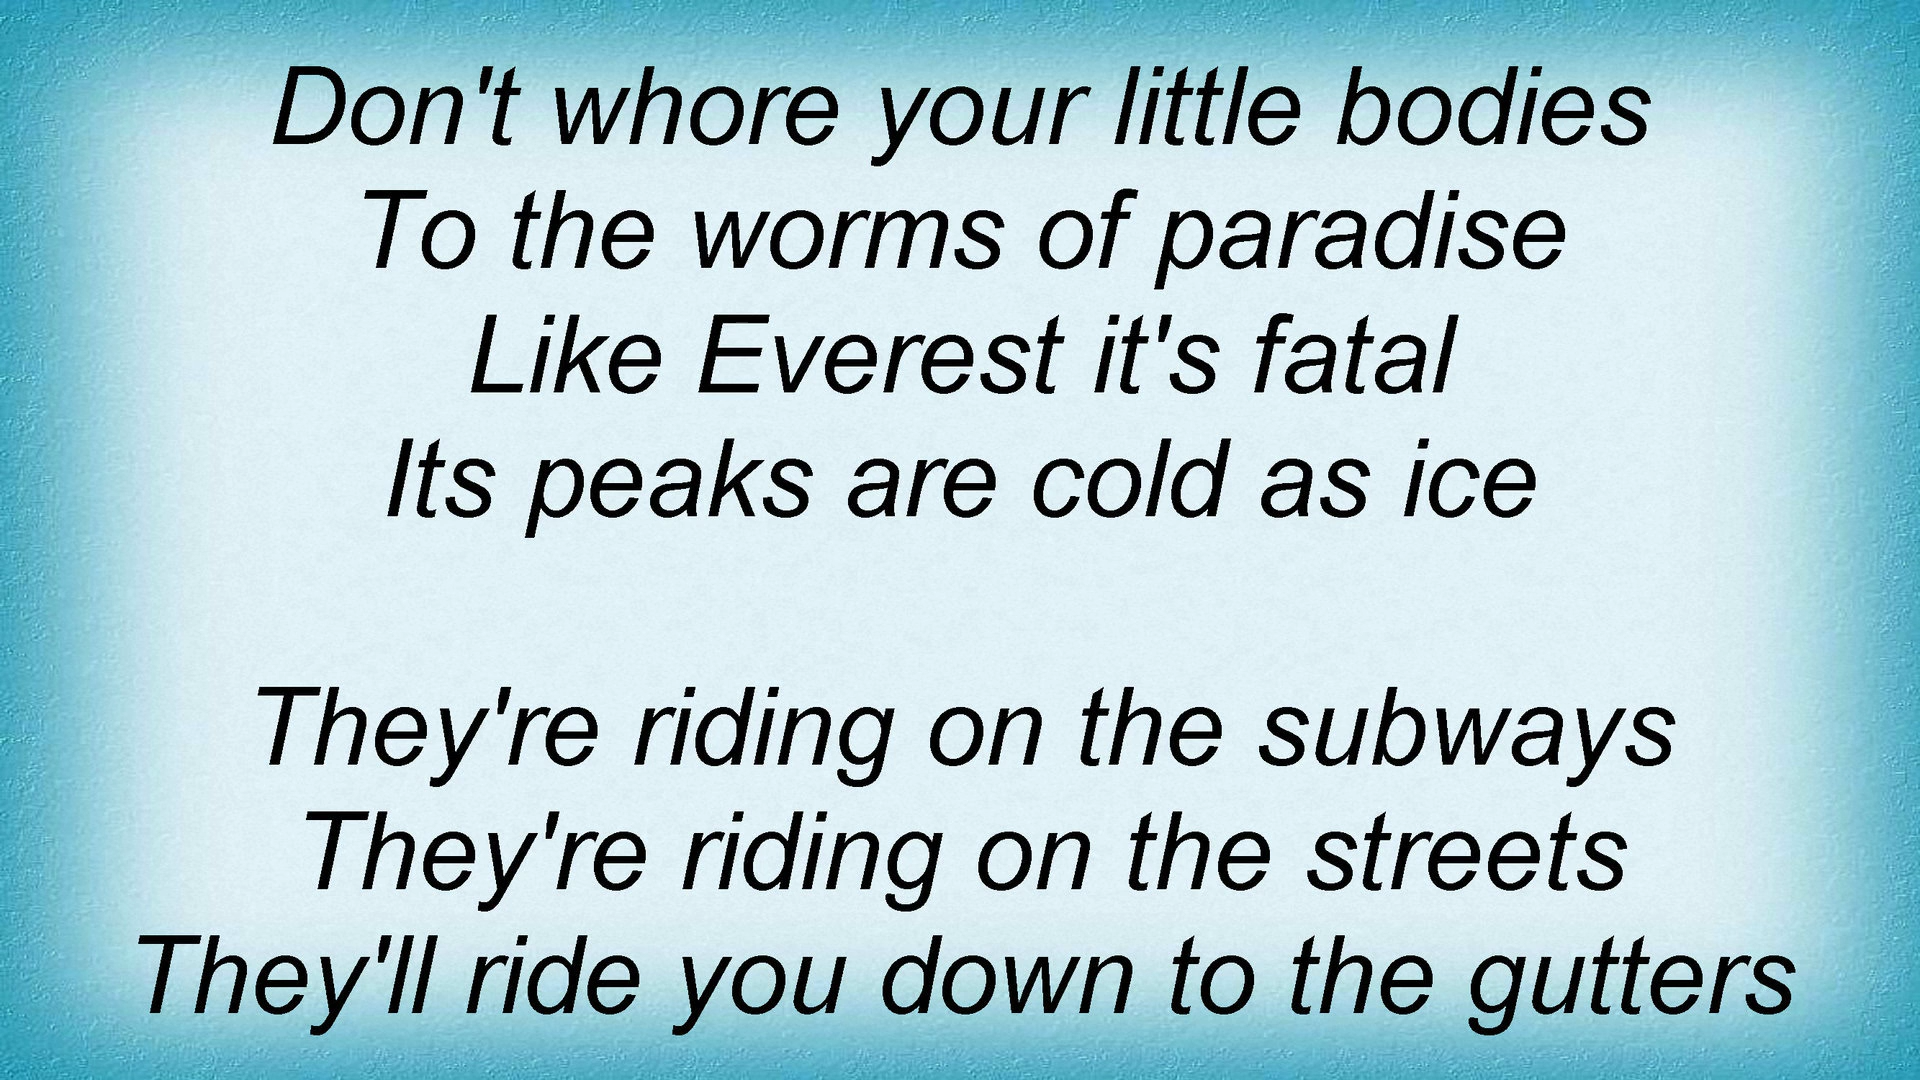 Don't whore your little bodies
To the worms of paradise
Like Everest it's fatal
Its peaks are cold as ice
They're riding on the subways
They're riding on the streets
They'll ride you down to the gutters